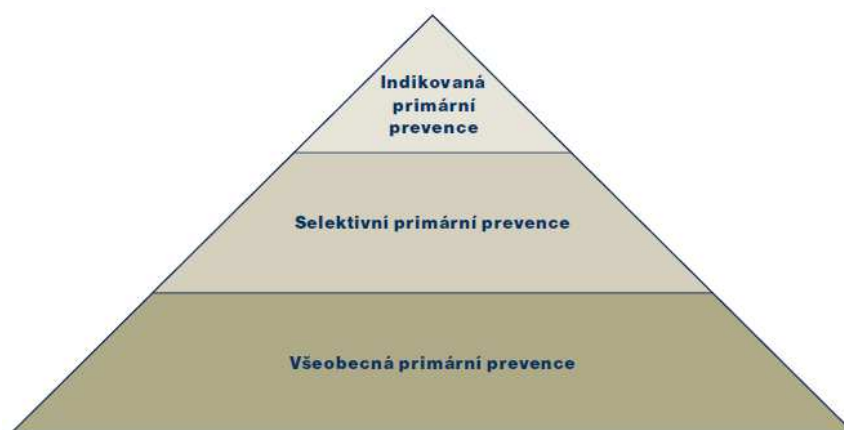 Indikovaná
primární
prevence
Selektivní primární prevence
Všeobecná primární prevence